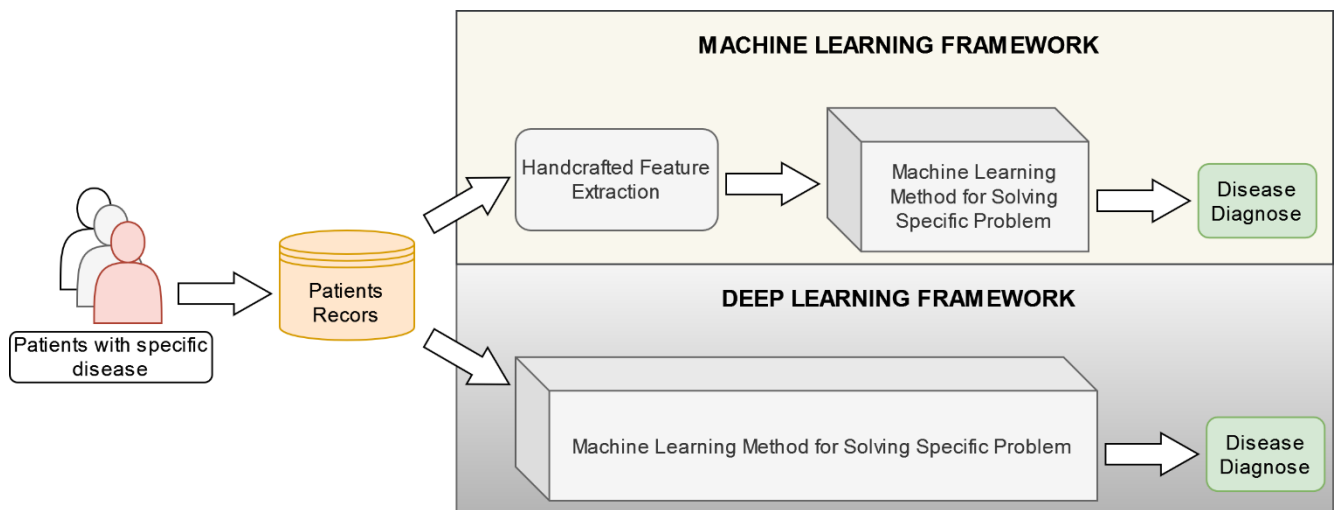 MACHINE LEARNING FRAMEWORK
Handcrafted Feature
Extraction
Machine Learning
Method for Solving
Specific Problem
Disease
Diagnose
Patients with specific
disease
Patients
Recors
DEEP LEARNING FRAMEWORK
Machine Learning Method for Solving Specific Problem
Disease
Diagnose